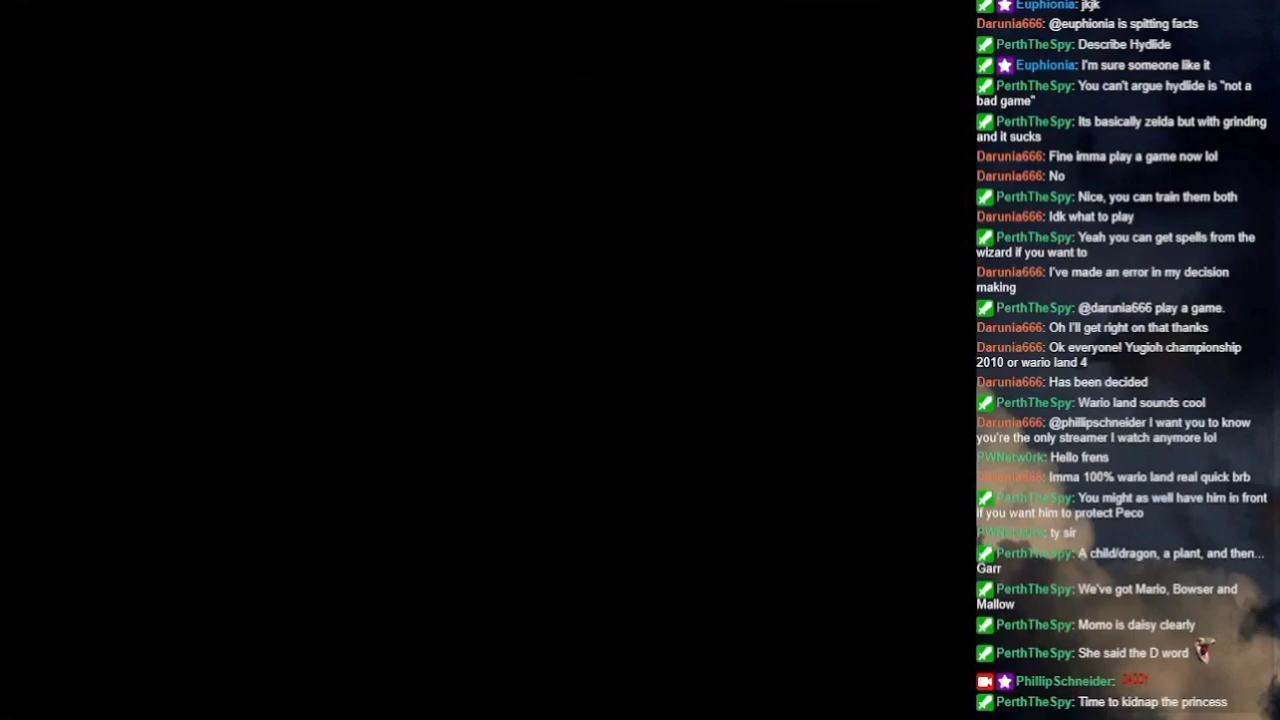 Euphionia: jkjk
Darunia666: @euphionia is spitting facts
PerthTheSpy: Describe Hydlide
Euphionia: I'm sure someone like it
PerthTheSpy: You can't argue hydlide is "not a
bad game"
PerthTheSpy: Its basically zelda but with grinding
and it sucks
Darunia666: Fine imma play a game now lol
Darunia666: No
PerthTheSpy: Nice, you can train them both
Darunia666: Idk what to play
PerthTheSpy: Yeah you can get spells from the
wizard if you want to
Darunia666: I've made an error in my decision
making
PerthTheSpy: @darunia666 play a game.
Darunia666: Oh I'll get right on that thanks
Darunia666: Ok everyone! Yugioh championship
2010 or wario land 4
Darunia666: Has been decided
PerthTheSpy: Wario land sounds cool
Darunia666: @phillipschneider I want you to know
you're the only streamer I watch anymore lol
PWNetw0rk: Hello frens
Darunia666: Imma 100% wario land real quick brb
PerthTheSpy: You might as well have him in front
if you want him to protect Peco
PWNetw0rk: ty sir
PerthTheSpy: A child/dragon, a plant, and then...
Garr
PerthTheSpy: We've got Mario, Bowser and
Mallow
PerthTheSpy: Momo is daisy clearly
PerthTheSpy: She said the D word
PhillipSchneider: DADDY
PerthTheSpy: Time to kidnap the princess